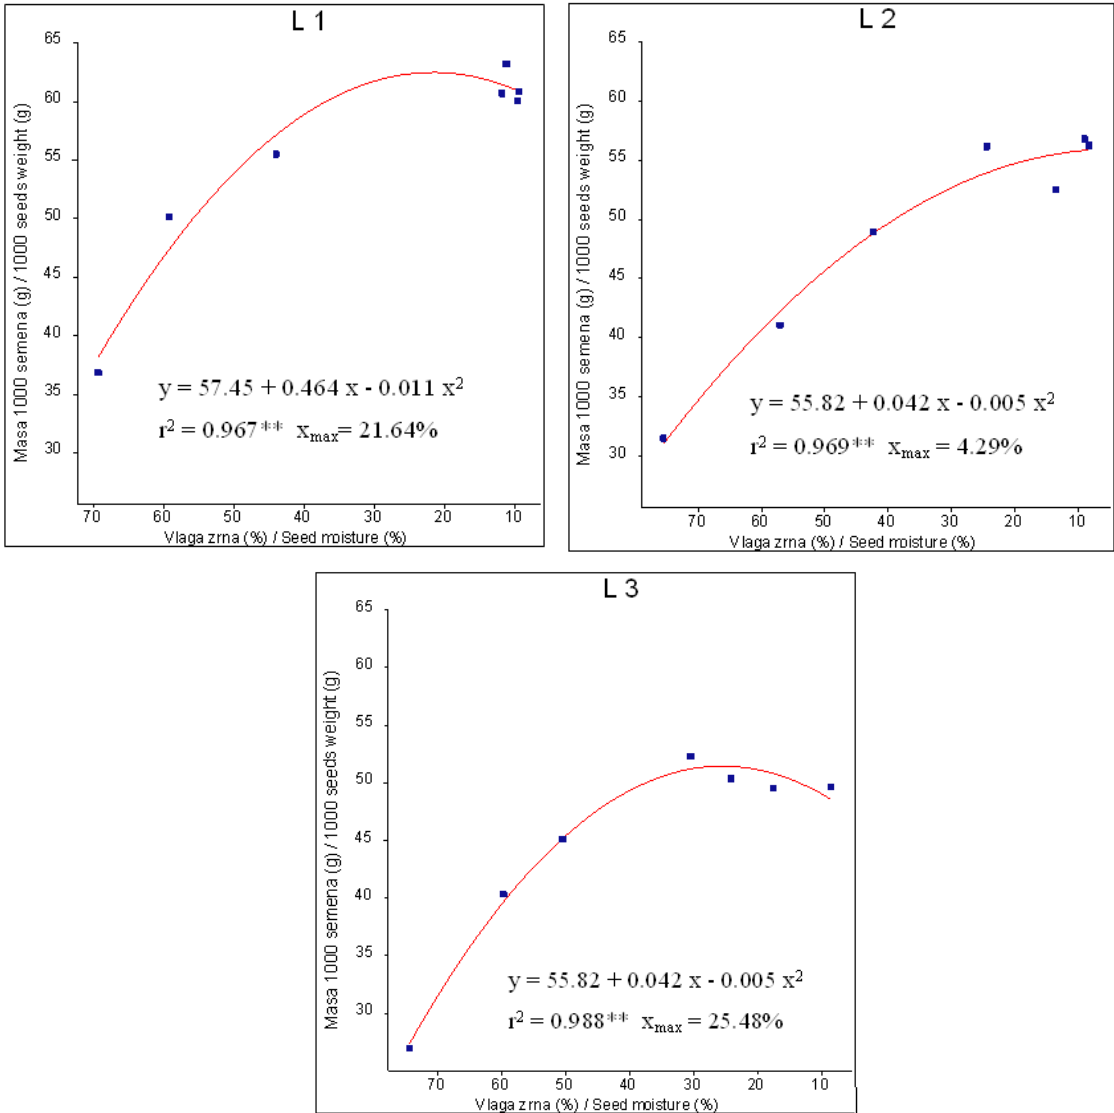 L 1
Masa 1000 semena (g) / 1000 seeds weight (g)
65
60
55
50
45
40
35
30
y = 57.45 + 0.464 x - 0.011 x²
r² = 0.967** xmax= 21.64%
70 60 50 40 30 20 10
Vlaga zrna (%) / Seed moisture (%)
L 2
Masa 1000 semena (g) / 1000 seeds weight (g)
65
60
55
50
45
40
35
30
y = 55.82 + 0.042 x - 0.005 x²
r² = 0.969** xmax = 4.29%
70 60 50 40 30 20 10
Vlaga zrna (%) / Seed moisture (%)
L 3
Masa 1000 semena (g) / 1000 seeds weight (g)
65
60
55
50
45
40
35
30
y = 55.82 + 0.042 x - 0.005 x²
r² = 0.988** xmax = 25.48%
70 60 50 40 30 20 10
Vlaga zrna (%) / Seed moisture (%)